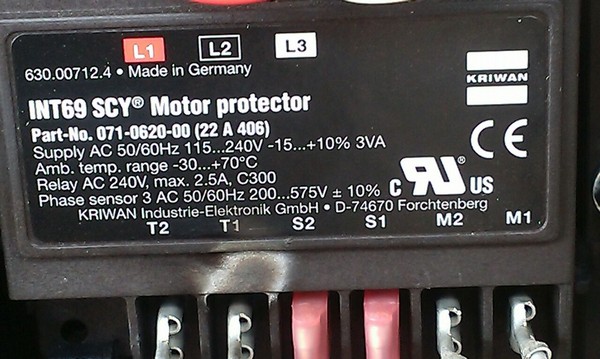 L1 L2 L3
630.00712.4 • Made in Germany
KRIWAN
INT69 SCY® Motor protector
Part-No. 071-0620-00 (22 A 406)
Supply AC 50/60Hz 115...240V -15...+10% 3VA
Amb. temp. range -30...+70°C
Relay AC 240V, max. 2.5A, C300
Phase sensor 3 AC 50/60Hz 200...575V ± 10%
CE
C RU® US
KRIWAN Industrie-Elektronik GmbH • D-74670 Forchtenberg
T2 T1 S2 S1 M2 M1